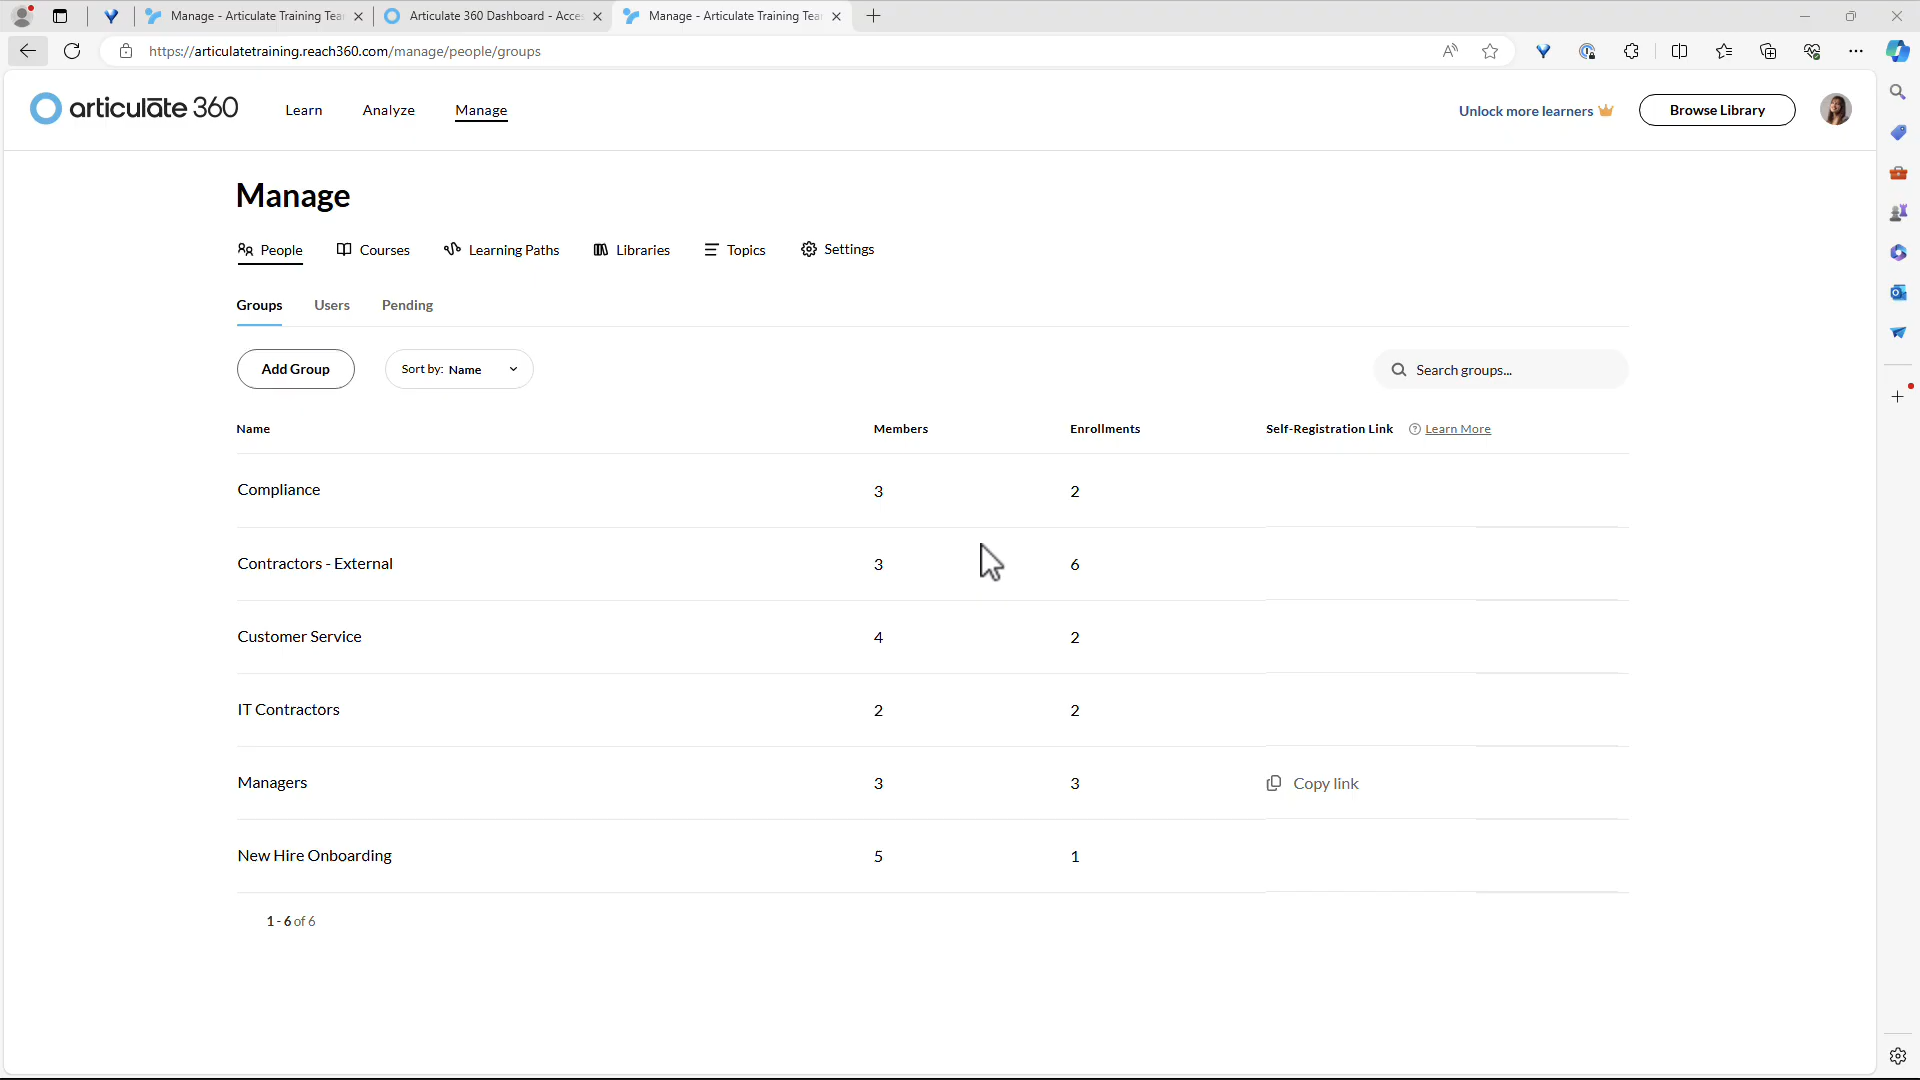 Manage - Articulate Training Tea
Articulate 360 Dashboard - Acce
Manage - Articulate Training Tea
https://articulatetraining.reach360.com/manage/people/groups
articulate 360
Learn
Analyze
Manage
Unlock more learners
Browse Library
Manage
People
Courses
Learning Paths
Libraries
Topics
Settings
Groups
Users
Pending
Add Group
Sort by: Name
Search groups...
Name
Members
Enrollments
Self-Registration Link
Learn More
Compliance
3
2
Contractors - External
3
6
Customer Service
4
2
IT Contractors
2
2
Managers
3
3
Copy link
New Hire Onboarding
5
1
1 - 6 of 6